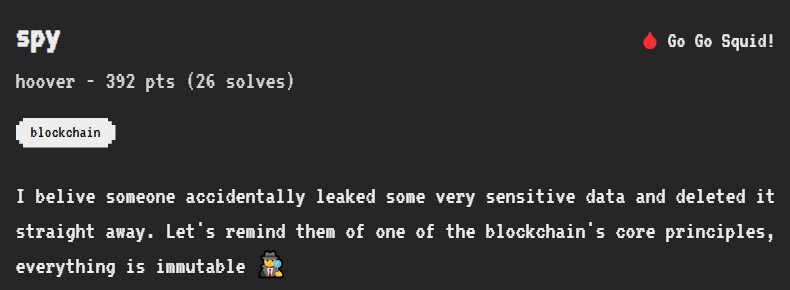 spy
Go Go Squid!
hoover - 392 pts (26 solves)
blockchain
I belive someone accidentally leaked some very sensitive data and deleted it
straight away. Let's remind them of one of the blockchain's core principles,
everything is immutable